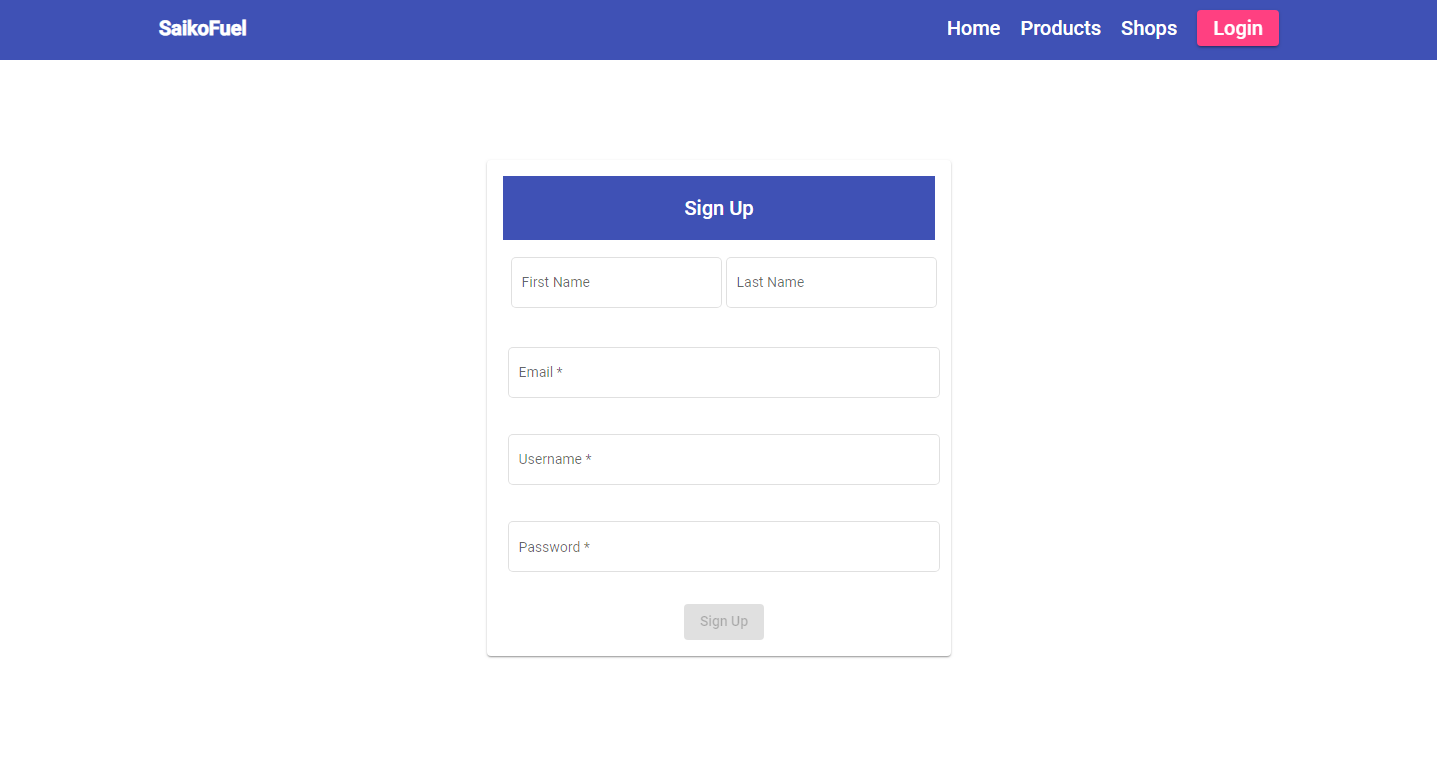 SaikoFuel Home Products Shops Login
Sign Up
First Name Last Name
Email *
Username *
Password *
Sign Up